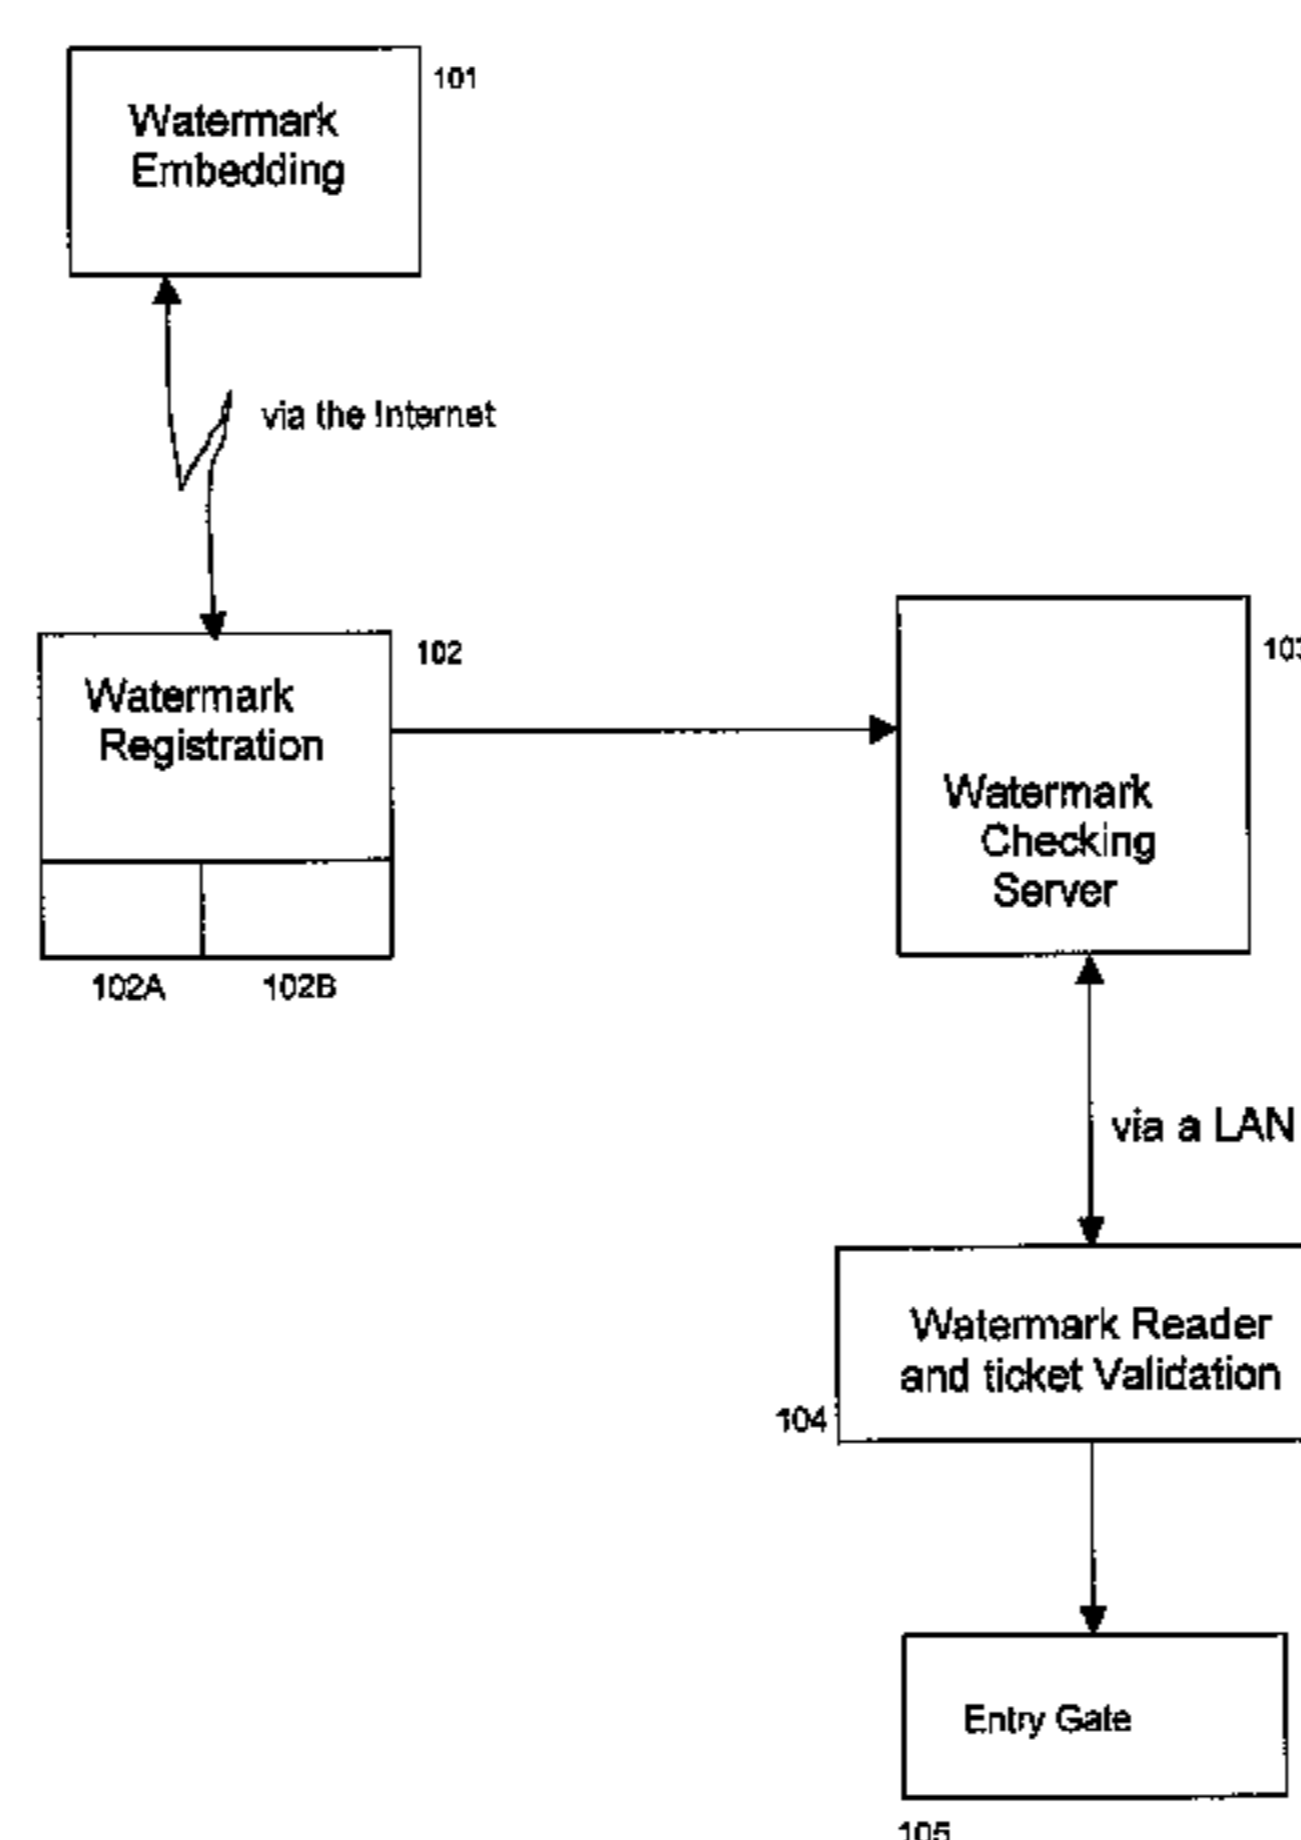 101
Watermark
Embedding
via the Internet
102
Watermark
Registration
102A 102B
103
Watermark
Checking
Server
via a LAN
Watermark Reader
and ticket Validation
104
Entry Gate
105